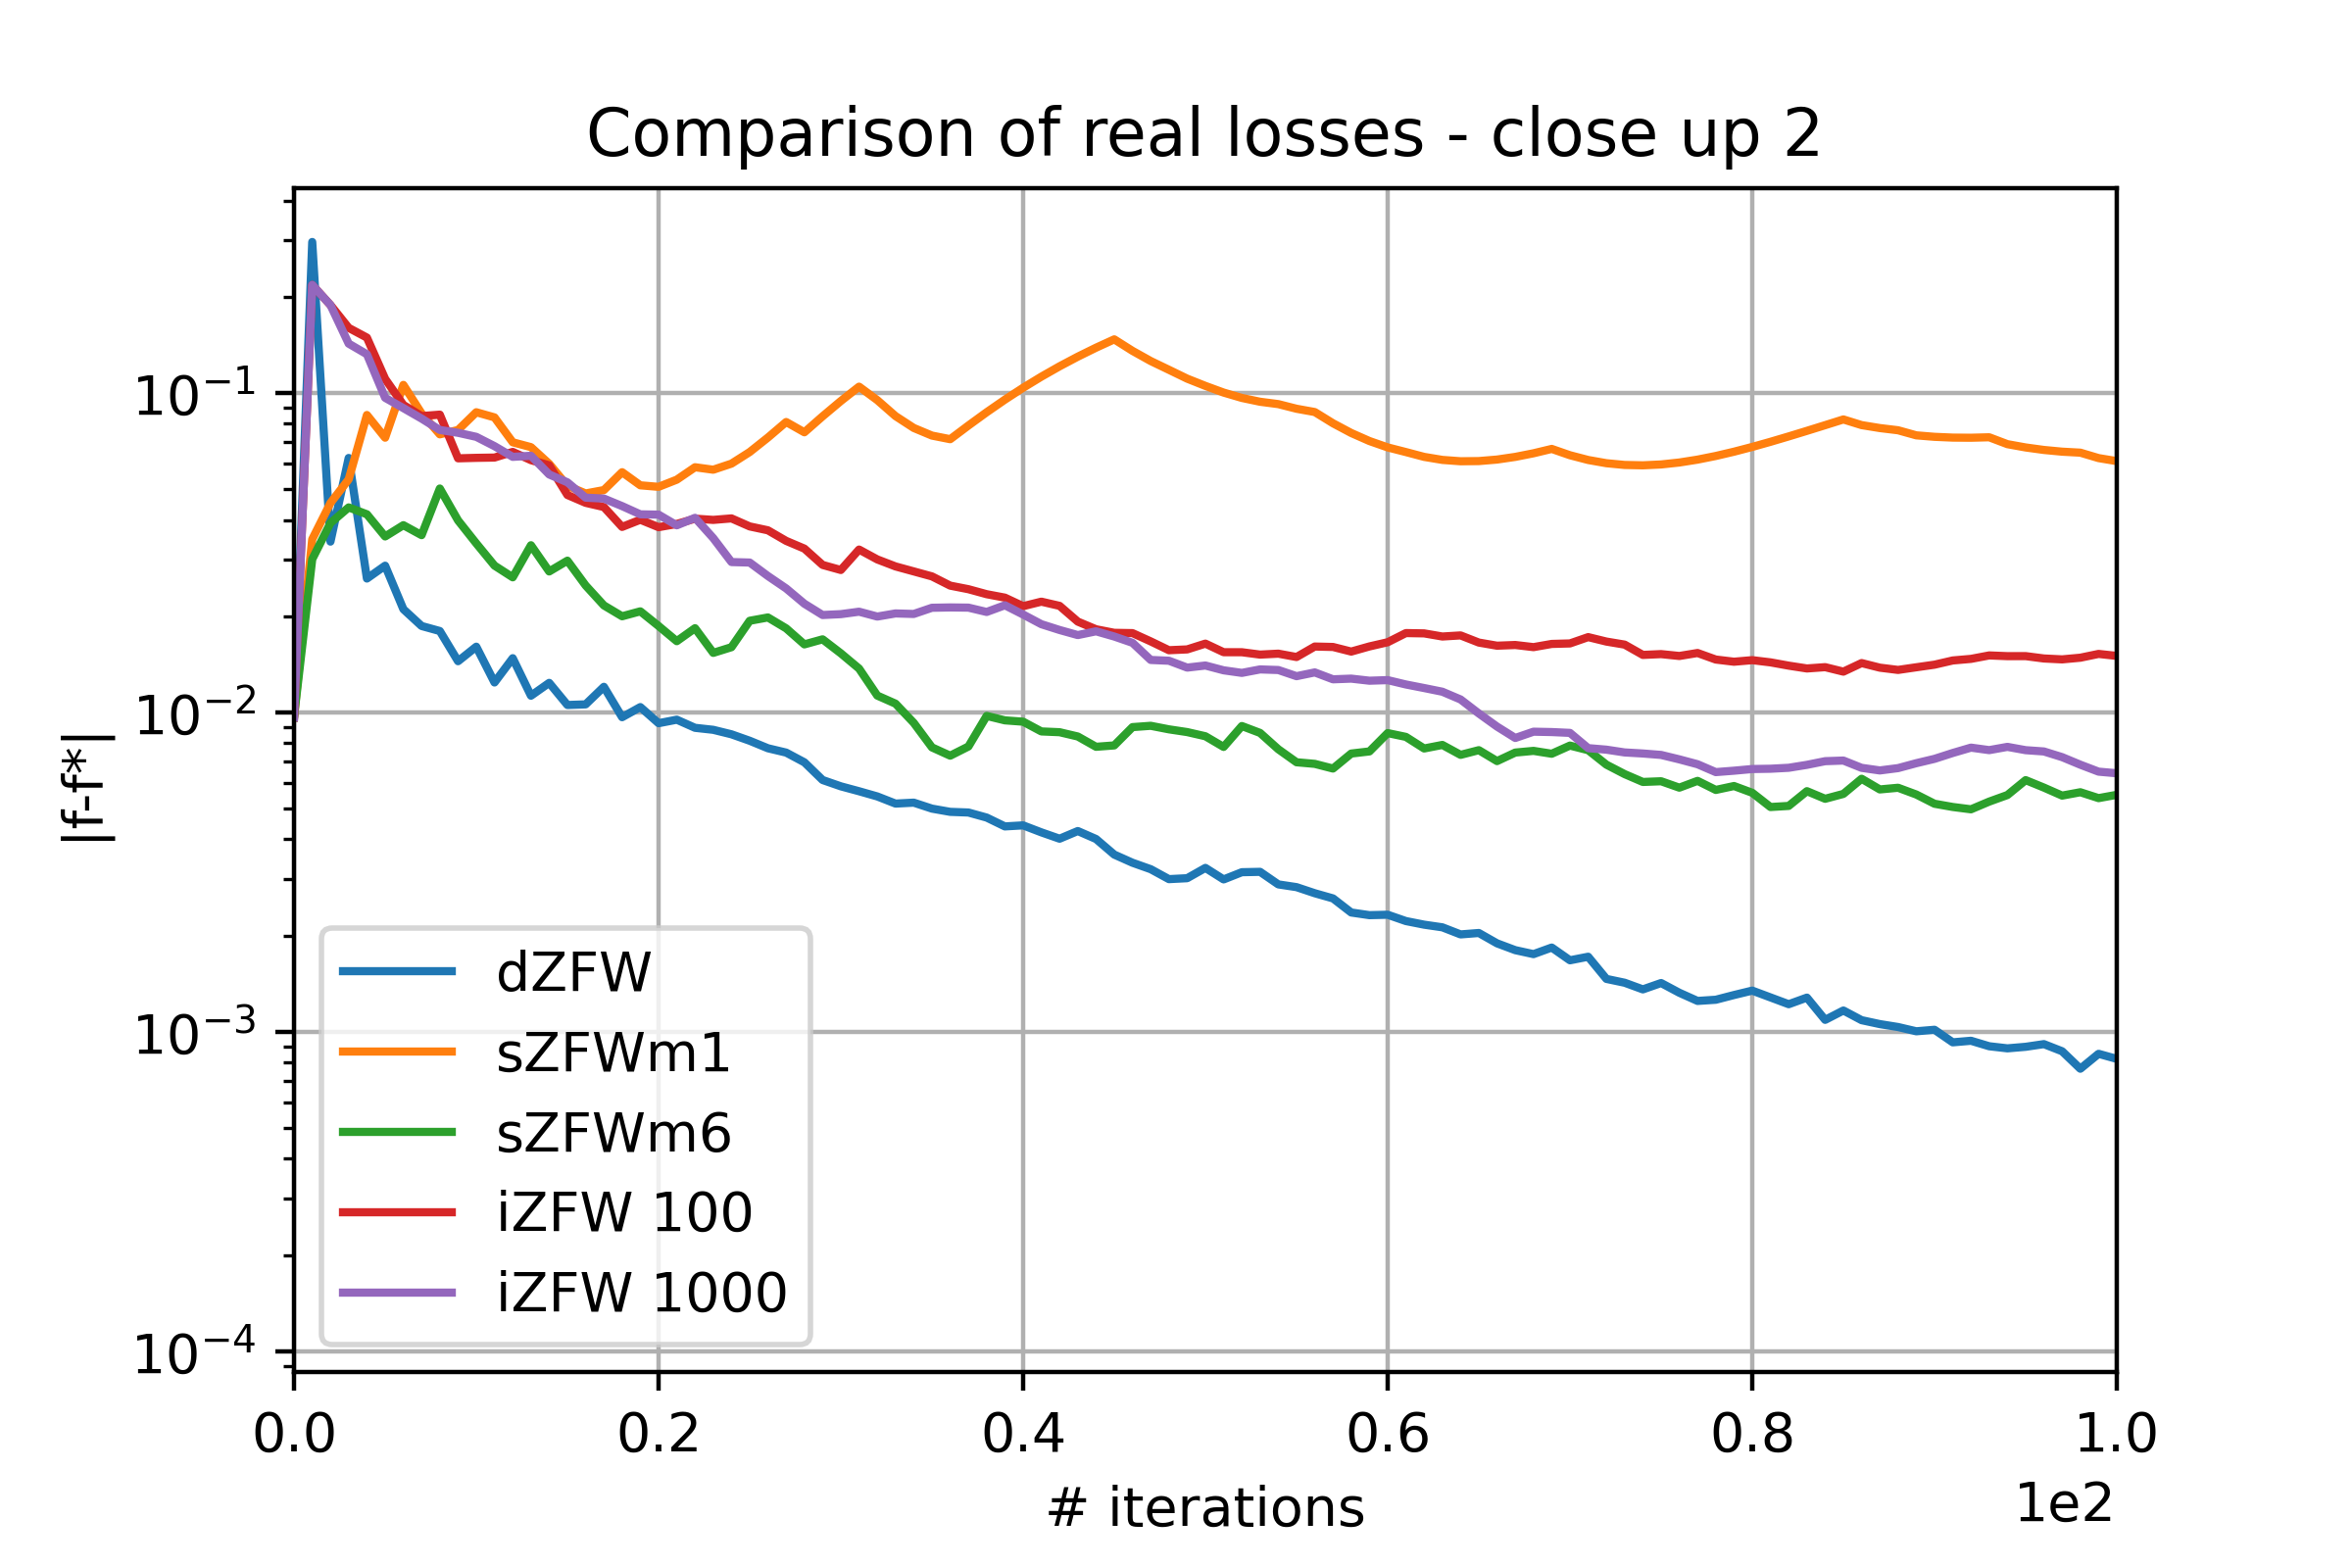 Comparison of real losses - close up 2
|f-f*|
10⁻¹
10⁻²
10⁻³
10⁻⁴
dZFW
sZFWm1
sZFWm6
iZFW 100
iZFW 1000
0.0 0.2 0.4 0.6 0.8 1.0
# iterations
1e2